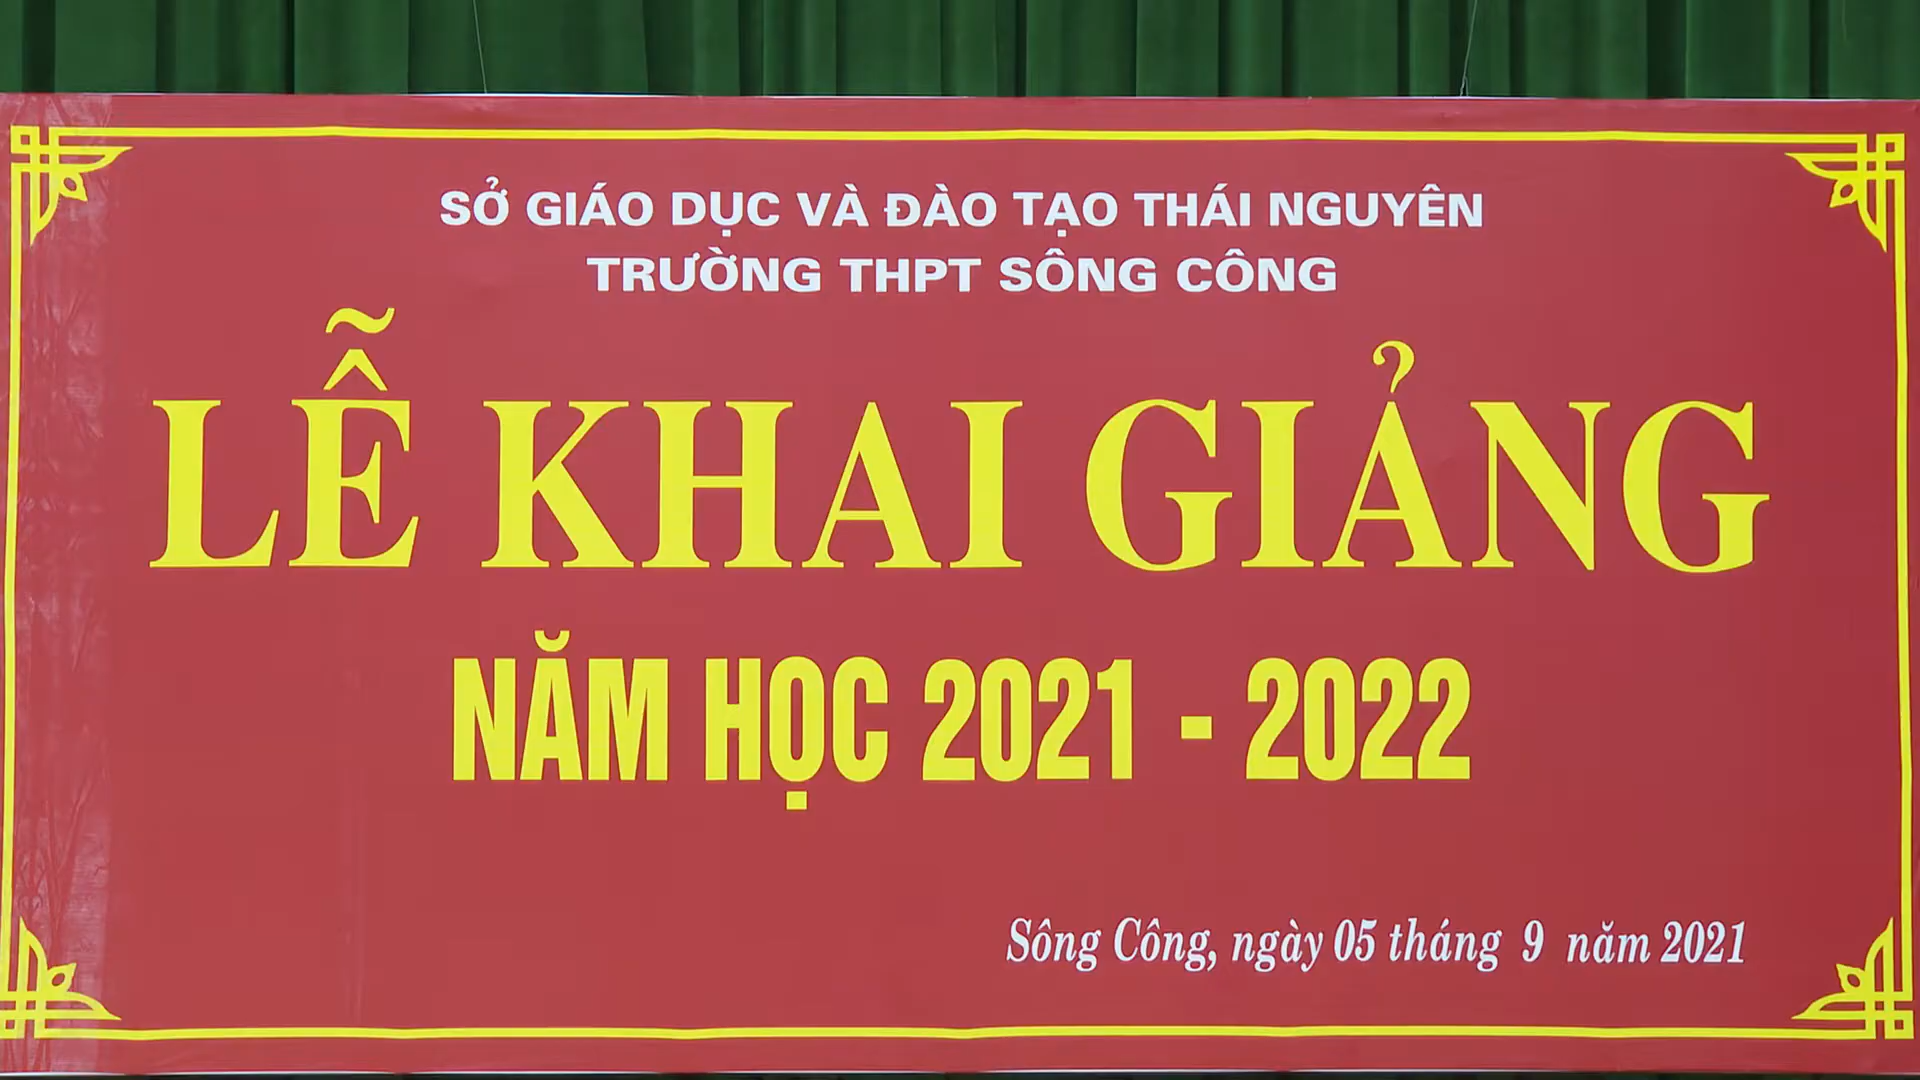 SỞ GIÁO DỤC VÀ ĐÀO TẠO THÁI NGUYÊN
TRƯỜNG THPT SÔNG CÔNG
LỄ KHAI GIẢNG
NĂM HỌC 2021 - 2022
Sông Công, ngày 05 tháng 9 năm 2021